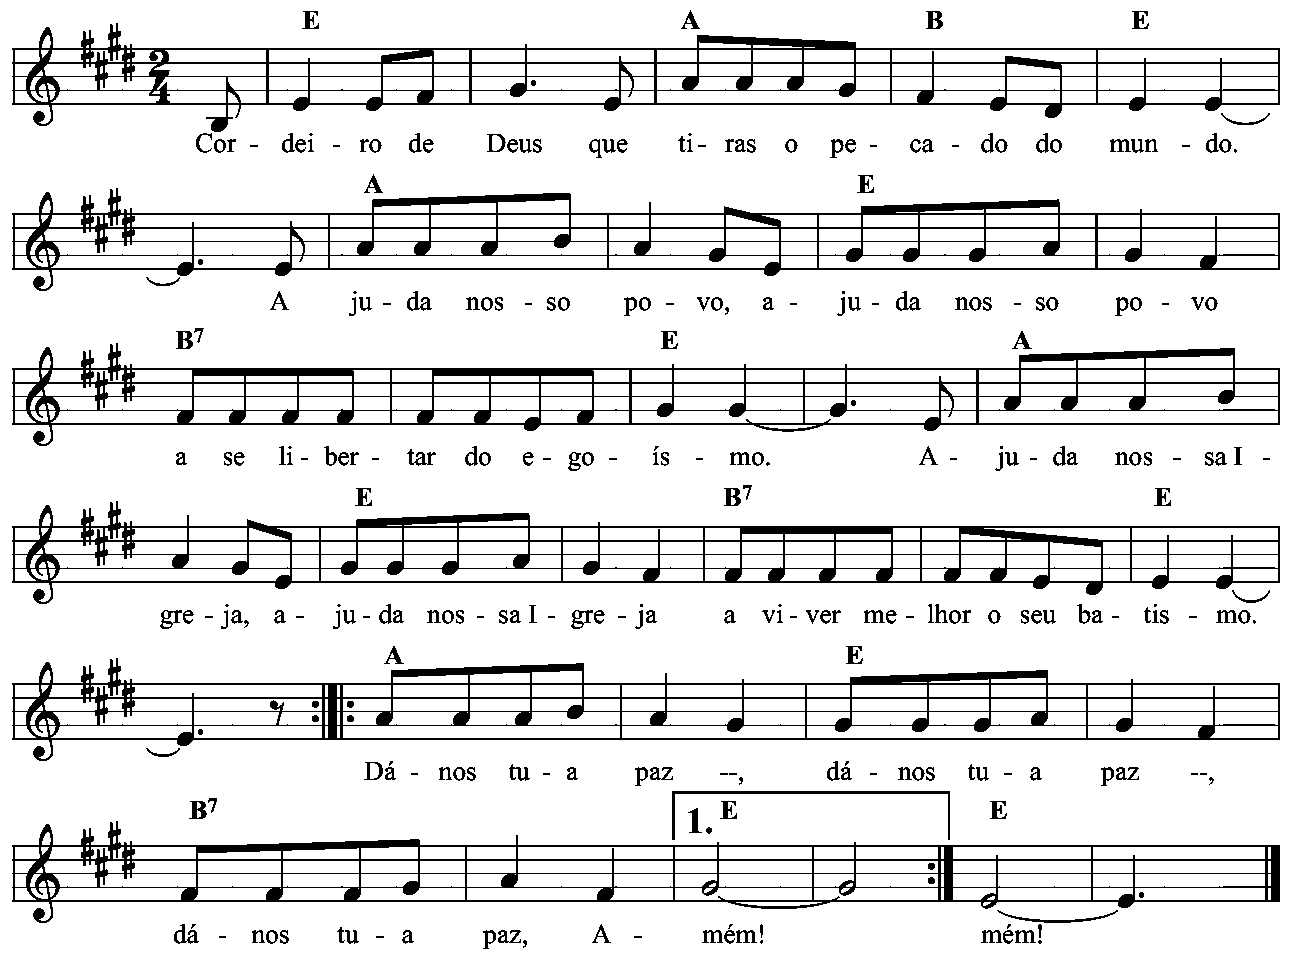 E A B E
2
4
Cor - dei - ro de Deus que ti - ras o pe - ca - do do mun - do.
A E
A ju - da nos - so po - vo, a - ju - da nos - so po - vo
B7 E A
a se li - ber - tar do e - go - ís - mo. A - ju - da nos - sa I -
E B7 E
gre - ja, a - ju - da nos - sa I - gre - ja a vi - ver me - lhor o seu ba - tis - mo.
A E
Dá - nos tu - a paz --, dá - nos tu - a paz --,
B7 1. E E
dá - nos tu - a paz, A - mém! mém!